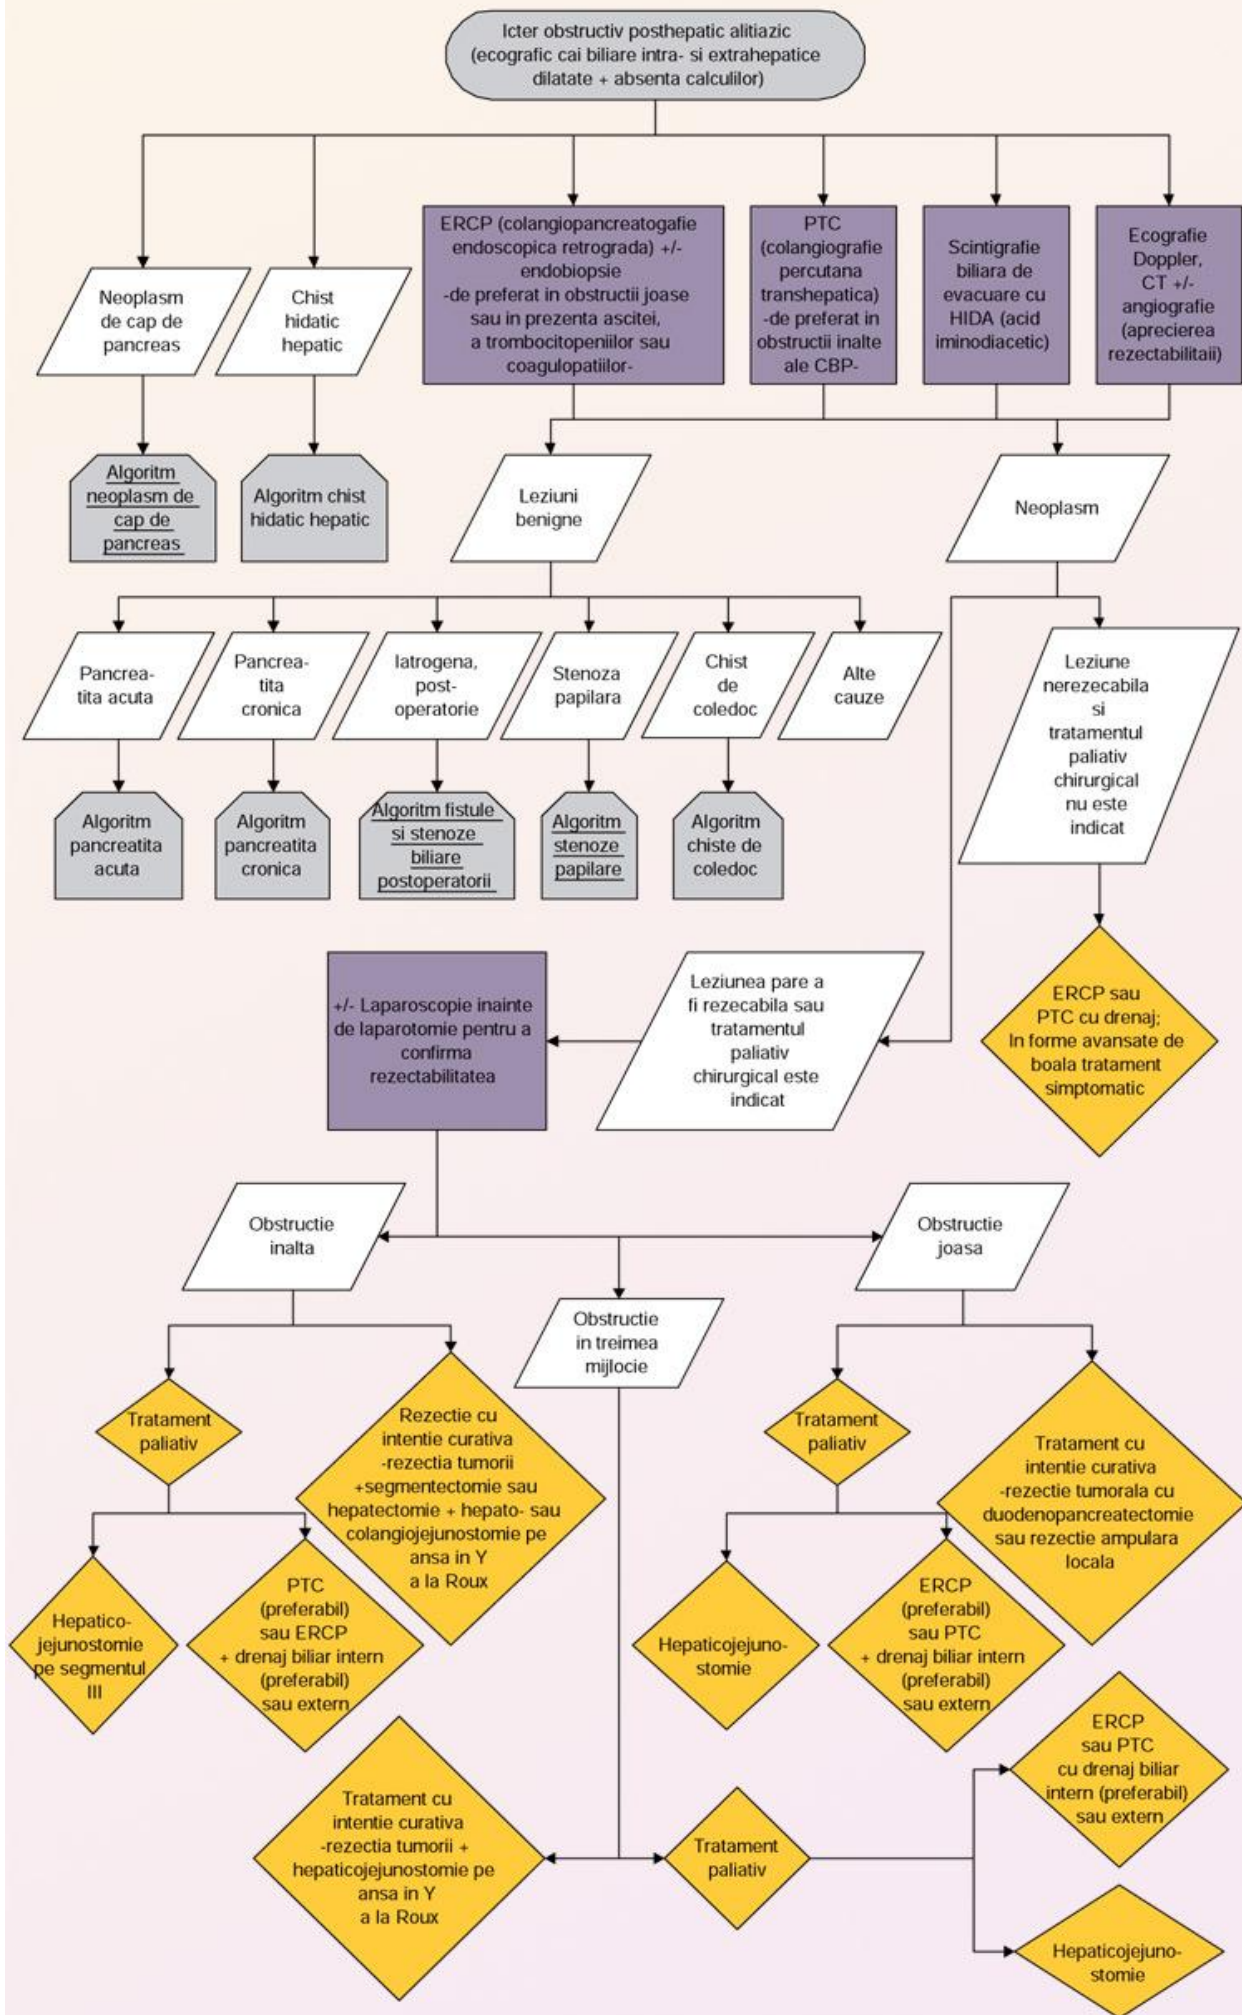 Icter obstructiv posthepatic alitiazic
(ecografic cai biliare intra- si extrahepatice
dilatate + absenta calculilor)
Neoplasm
de cap de
pancreas
Chist
hidatic
hepatic
ERCP (colangiopancreatogafie
endoscopica retrograda) +/-
endobiopsie
-de preferat in obstructii joase
sau in prezenta ascitei,
a trombocitopeniilor sau
coagulopatiilor-
PTC
(colangiografie
percutana
transhepatica)
-de preferat in
obstructii inalte
ale CBP-
Scintigrafie
biliara de
evacuare cu
HIDA (acid
iminodiacetic)
Ecografie
Doppler,
CT +/-
angiografie
(aprecierea
rezectabilitaii)
Algoritm
neoplasm de
cap de
pancreas
Algoritm chist
hidatic hepatic
Leziuni
benigne
Neoplasm
Pancrea-
tita acuta
Pancrea-
tita
cronica
Iatrogena,
post-
operatorie
Stenoza
papilara
Chist
de
coledoc
Alte
cauze
Leziune
nerezecabila
si
tratamentul
paliativ
chirurgical
nu este
indicat
Algoritm
pancreatita
acuta
Algoritm
pancreatita
cronica
Algoritm fistule
si stenoze
biliare
postoperatorii
Algoritm
stenoze
papilare
Algoritm
chiste de
coledoc
+/- Laparoscopie inainte
de laparotomie pentru a
confirma
rezectabilitatea
Leziunea pare a
fi rezecabila sau
tratamentul
paliativ
chirurgical este
indicat
ERCP sau
PTC cu drenaj;
In forme avansate de
boala tratament
simptomatic
Obstructie
inalta
Obstructie
joasa
Obstructie
in treimea
mijlocie
Tratament
paliativ
Rezectie cu
intentie curativa
-rezectia tumorii
+segmentectomie sau
hepatectomie + hepato- sau
colangiojejunostomie pe
ansa in Y
a la Roux
Tratament
paliativ
Tratament cu
intentie curativa
-rezectie tumorala cu
duodenopancreatectomie
sau rezectie ampulara
locala
Hepatico-
jejunostomie
pe segmentul
III
PTC
(preferabil)
sau ERCP
+ drenaj biliar intern
(preferabil)
sau extern
Hepaticojejuno-
stomie
ERCP
(preferabil)
sau PTC
+ drenaj biliar intern
(preferabil)
sau extern
Tratament cu
intentie curativa
-rezectia tumorii +
hepaticojejunostomie pe
ansa in Y
a la Roux
Tratament
paliativ
ERCP
sau PTC
cu drenaj biliar
intern (preferabil)
sau extern
Hepaticojejuno-
stomie